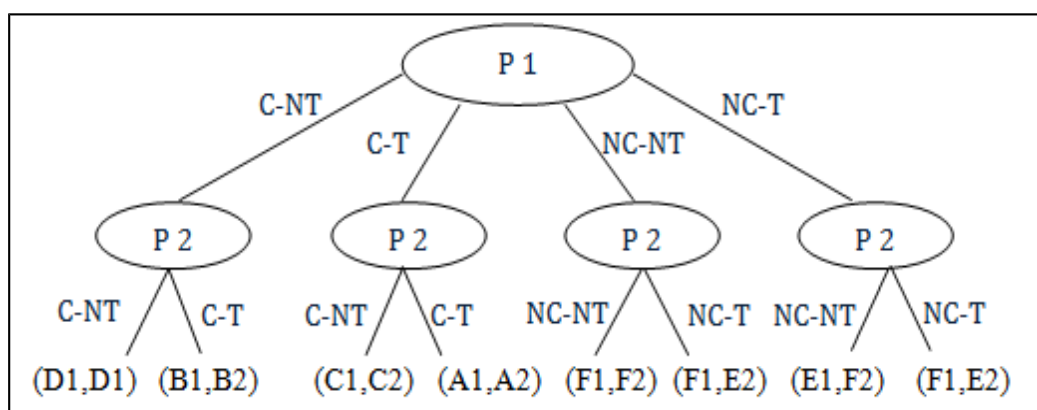 P 1
C-NT
C-T
NC-NT
NC-T
P 2 P 2 P 2 P 2
C-NT C-T C-NT C-T NC-NT NC-T NC-NT NC-T
(D1,D1) (B1,B2) (C1,C2) (A1,A2) (F1,F2) (F1,E2) (E1,F2) (F1,E2)